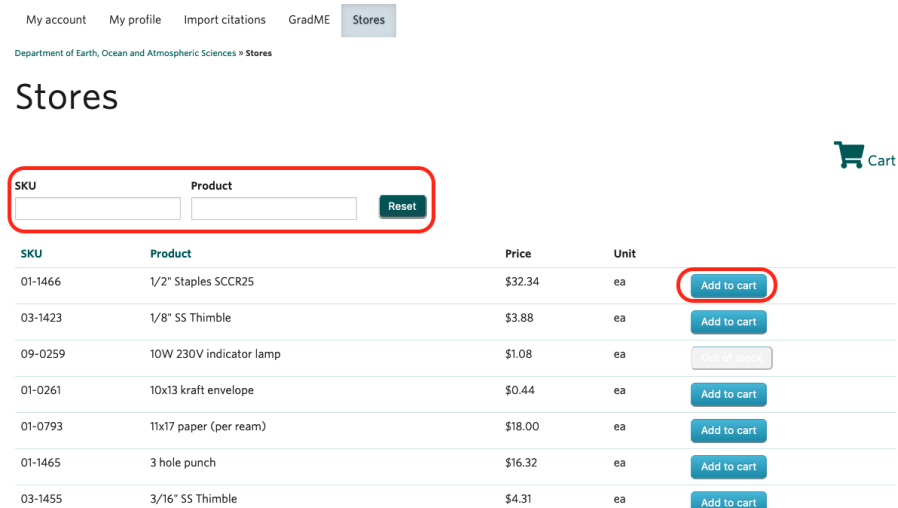 My account My profile Import citations GradME Stores
Department of Earth, Ocean and Atmospheric Sciences » Stores
Stores
Cart
SKU Product
Reset
SKU Product Price Unit
01-1466 1/2" Staples SCCR25 $32.34 ea Add to cart
03-1423 1/8" SS Thimble $3.88 ea Add to cart
09-0259 10W 230V indicator lamp $1.08 ea Out of stock
01-0261 10x13 kraft envelope $0.44 ea Add to cart
01-0793 11x17 paper (per ream) $18.00 ea Add to cart
01-1465 3 hole punch $16.32 ea Add to cart
03-1455 3/16" SS Thimble $4.31 ea Add to cart